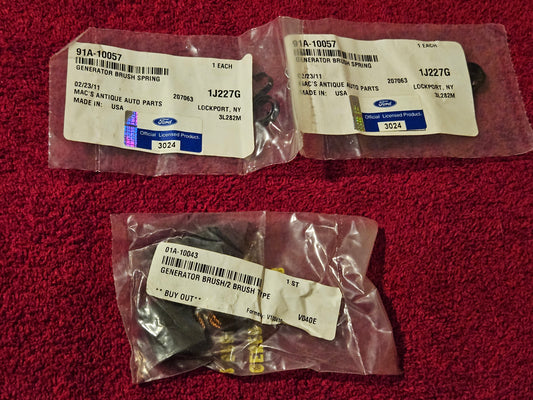 91A-10057
GENERATOR BRUSH SPRING
1 EACH
02/23/11
207063
1J227G
MAC'S ANTIQUE AUTO PARTS
LOCKPORT, NY
MADE IN: USA
3L282M
Ford
Official Licensed Product
3024
91A-10057
GENERATOR BRUSH SPRING
1 EACH
02/23/11
207063
1J227G
MAC'S ANTIQUE AUTO PARTS
LOCKPORT, NY
MADE IN: USA
3L282M
Ford
Official Licensed Product
3024
01A-10043
GENERATOR BRUSH/2 BRUSH TYPE
1 ST
** BUY OUT**
V040E